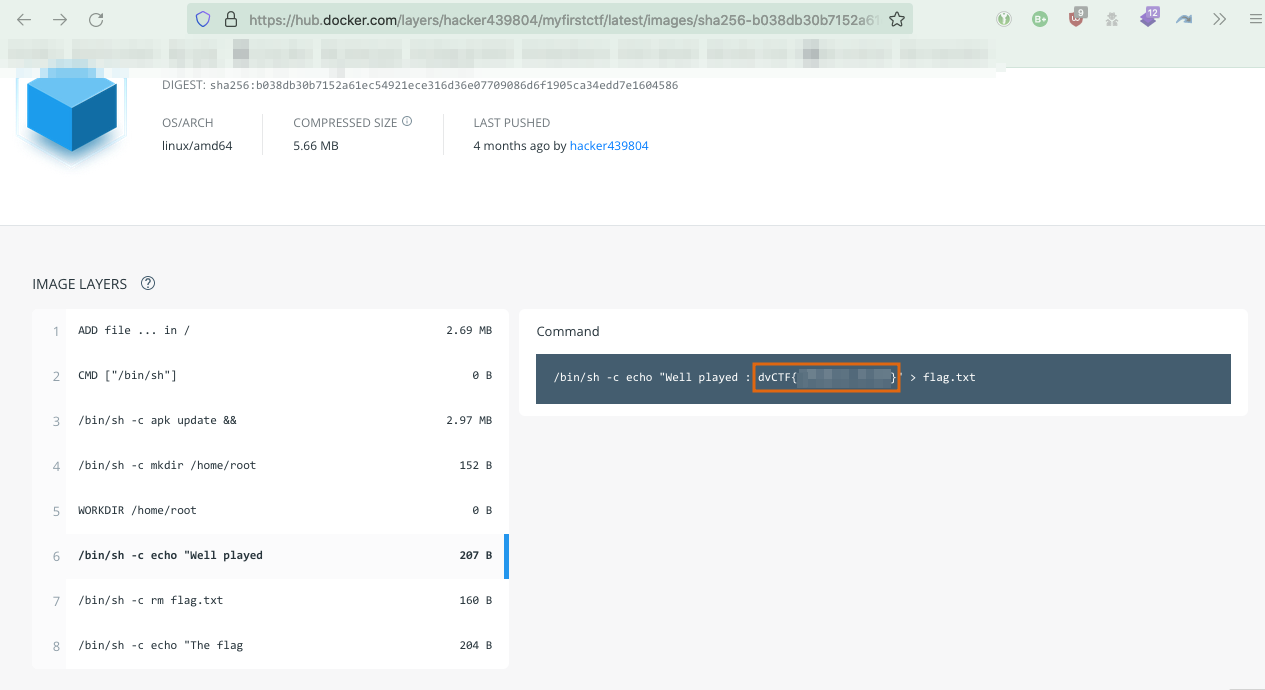 https://hub.docker.com/layers/hacker439804/myfirstctf/latest/images/sha256-b038db30b7152a61
B+
9
12
DIGEST: sha256:b038db30b7152a61ec54921ece316d36e07709086d6f1905ca34edd7e1604586
OS/ARCH COMPRESSED SIZE LAST PUSHED
linux/amd64 5.66 MB 4 months ago by hacker439804
IMAGE LAYERS ?
1 ADD file ... in / 2.69 MB
2 CMD ["/bin/sh"] 0 B
3 /bin/sh -c apk update && 2.97 MB
4 /bin/sh -c mkdir /home/root 152 B
5 WORKDIR /home/root 0 B
6 /bin/sh -c echo "Well played 207 B
7 /bin/sh -c rm flag.txt 160 B
8 /bin/sh -c echo "The flag 204 B
Command
/bin/sh -c echo "Well played : dvCTF{ }" > flag.txt